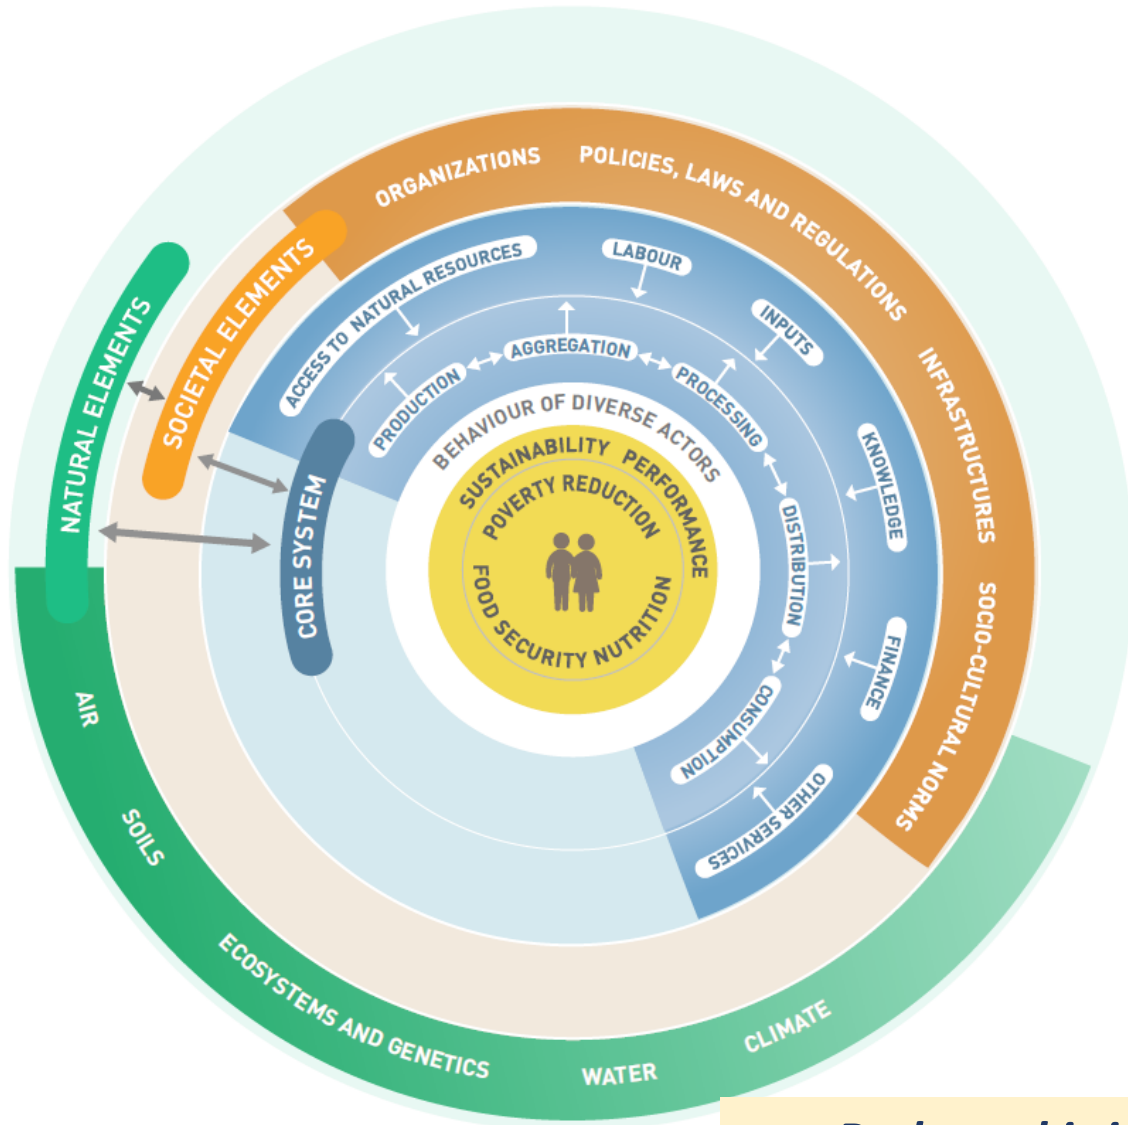 NATURAL ELEMENTS
SOCIETAL ELEMENTS
CORE SYSTEM
ORGANIZATIONS
POLICIES, LAWS AND REGULATIONS
INFRASTRUCTURES
SOCIO-CULTURAL NORMS
ACCESS TO NATURAL RESOURCES
LABOUR
INPUTS
KNOWLEDGE
FINANCE
OTHER SERVICES
PRODUCTION
AGGREGATION
PROCESSING
DISTRIBUTION
CONSUMPTION
BEHAVIOUR OF DIVERSE ACTORS
SUSTAINABILITY PERFORMANCE
POVERTY REDUCTION
FOOD SECURITY NUTRITION
AIR
SOILS
ECOSYSTEMS AND GENETICS
WATER
CLIMATE